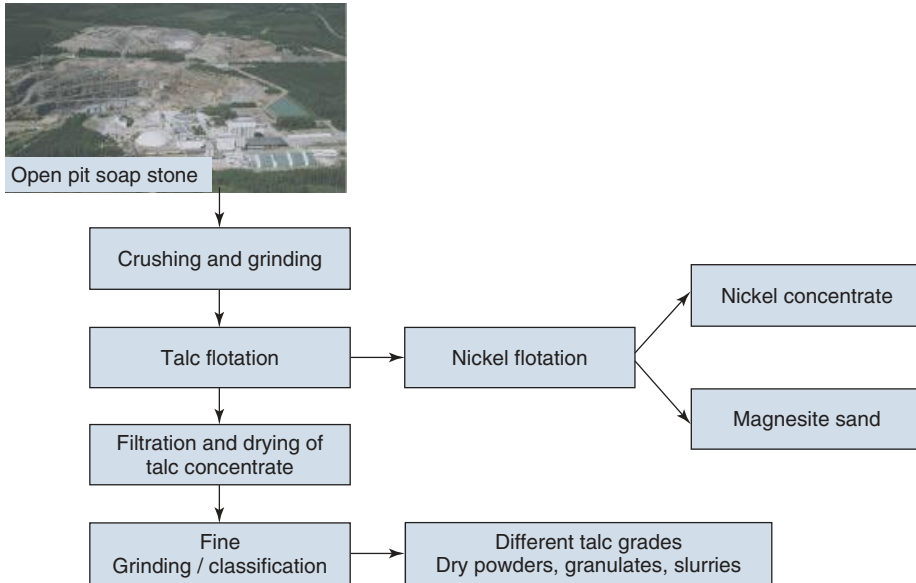 Open pit soap stone
Crushing and grinding
Talc flotation
Nickel flotation
Nickel concentrate
Magnesite sand
Filtration and drying of
talc concentrate
Fine
Grinding / classification
Different talc grades
Dry powders, granulates, slurries